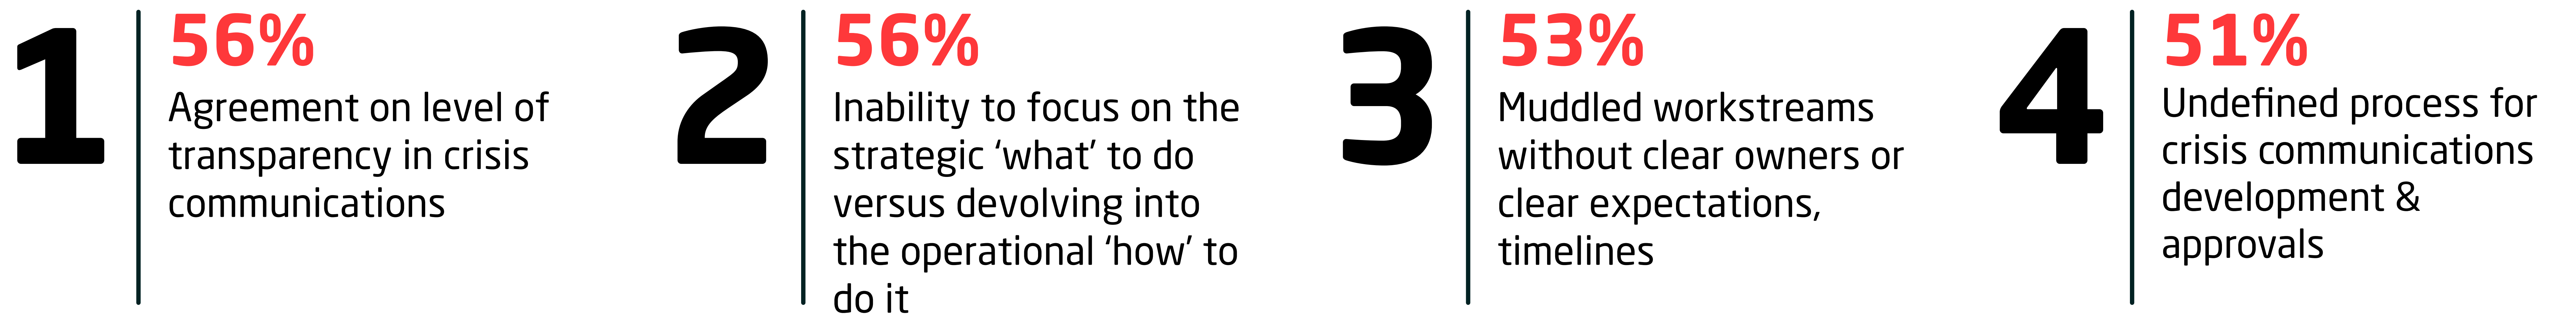 1
56%
Agreement on level of
transparency in crisis
communications
2
56%
Inability to focus on the
strategic ‘what’ to do
versus devolving into
the operational ‘how’ to
do it
3
53%
Muddled workstreams
without clear owners or
clear expectations,
timelines
4
51%
Undefined process for
crisis communications
development &
approvals